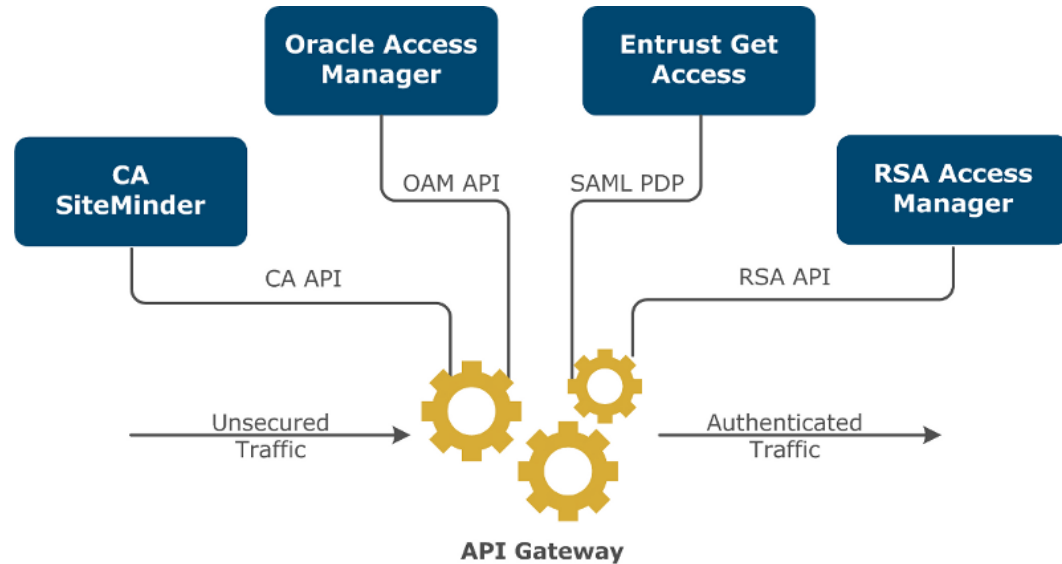 Oracle Access
Manager
Entrust Get
Access
CA
SiteMinder
RSA Access
Manager
OAM API
SAML PDP
CA API
RSA API
Unsecured
Traffic
Authenticated
Traffic
API Gateway